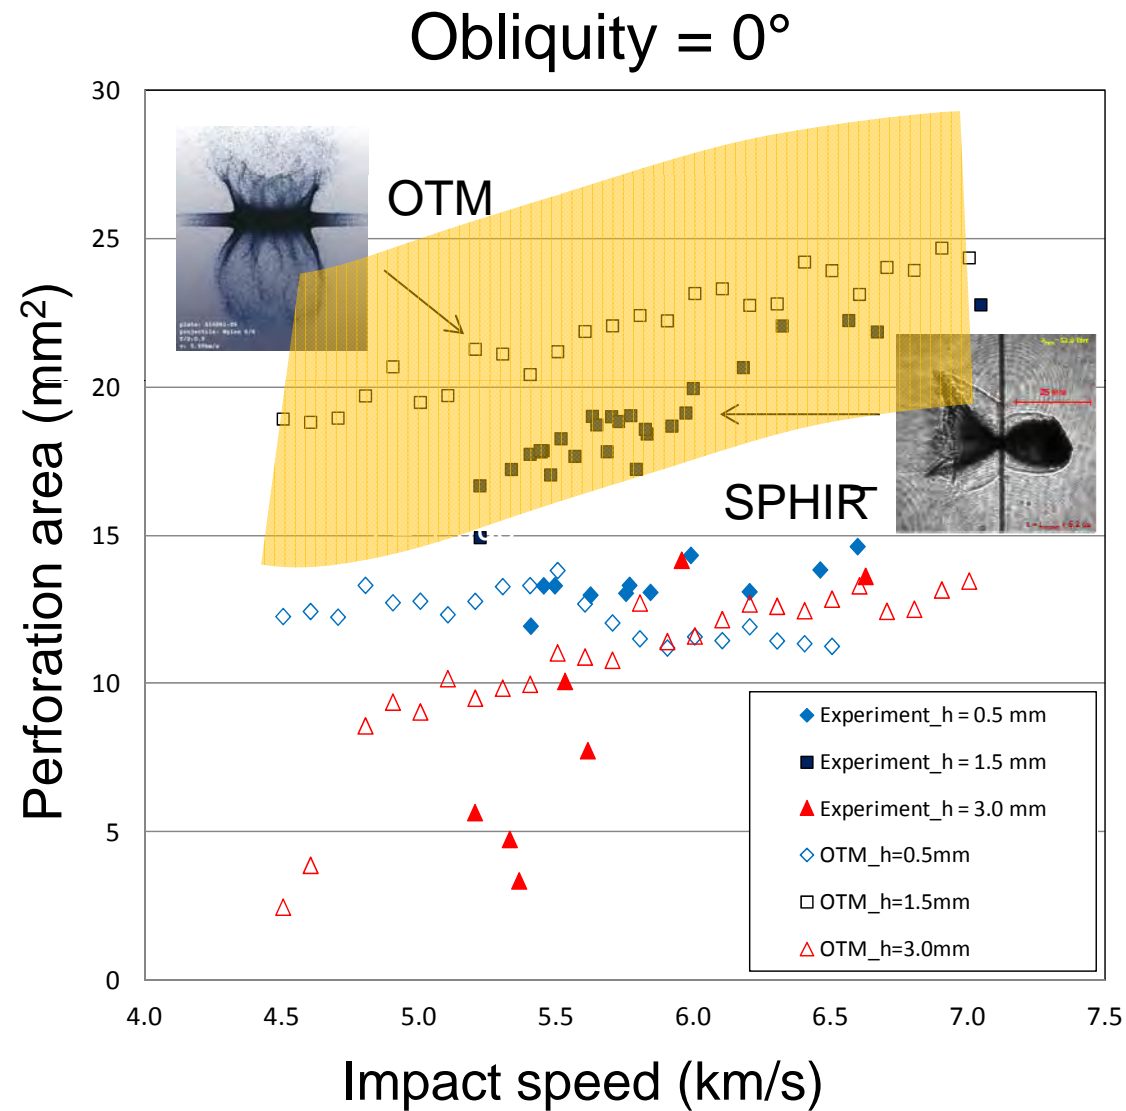 Obliquity = 0°
30
25
20
15
10
5
0
Perforation area (mm²)
OTM
SPHIR
25 mm
Experiment_h = 0.5 mm
Experiment_h = 1.5 mm
Experiment_h = 3.0 mm
OTM_h=0.5mm
OTM_h=1.5mm
OTM_h=3.0mm
4.0 4.5 5.0 5.5 6.0 6.5 7.0 7.5
Impact speed (km/s)